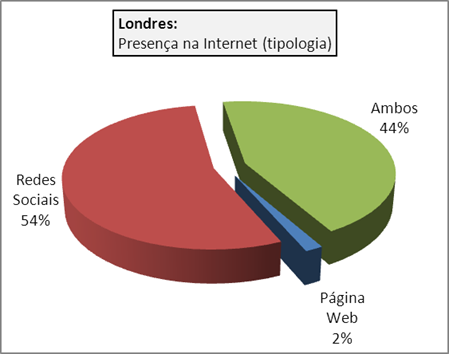 Londres:
Presença na Internet (tipologia)
Ambos
44%
Redes
Sociais
54%
Página
Web
2%